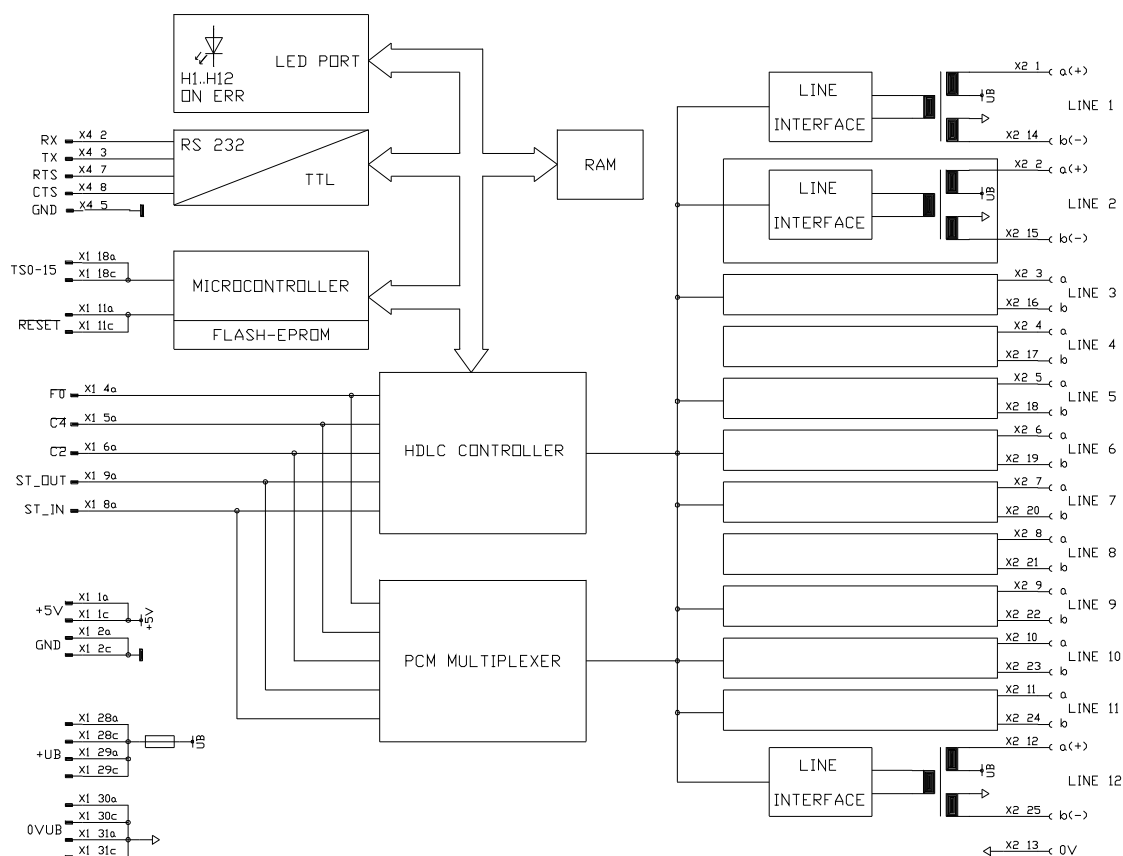 H1..H12
ON ERR
LED PORT
RX X4 2
TX X4 3
RTS X4 7
CTS X4 8
GND X4 5
RS 232
TTL
RAM
TS0-15
X1 18a
X1 18c
RESET
X1 11a
X1 11c
MICROCONTROLLER
FLASH-EPROM
F0 X1 4a
C4 X1 5a
C2 X1 6a
ST_OUT X1 9a
ST_IN X1 8a
HDLC CONTROLLER
PCM MULTIPLEXER
+5V
X1 1a
X1 1c
+5V
GND
X1 2a
X1 2c
+UB
X1 28a
X1 28c
X1 29a
X1 29c
UB
0VUB
X1 30a
X1 30c
X1 31a
X1 31c
LINE
INTERFACE
X2 1 a(+)
UB
LINE 1
X2 14 b(-)
LINE
INTERFACE
X2 2 a(+)
UB
LINE 2
X2 15 b(-)
X2 3 a
LINE 3
X2 16 b
X2 4 a
LINE 4
X2 17 b
X2 5 a
LINE 5
X2 18 b
X2 6 a
LINE 6
X2 19 b
X2 7 a
LINE 7
X2 20 b
X2 8 a
LINE 8
X2 21 b
X2 9 a
LINE 9
X2 22 b
X2 10 a
LINE 10
X2 23 b
X2 11 a
LINE 11
X2 24 b
LINE
INTERFACE
X2 12 a(+)
UB
LINE 12
X2 25 b(-)
X2 13 0V